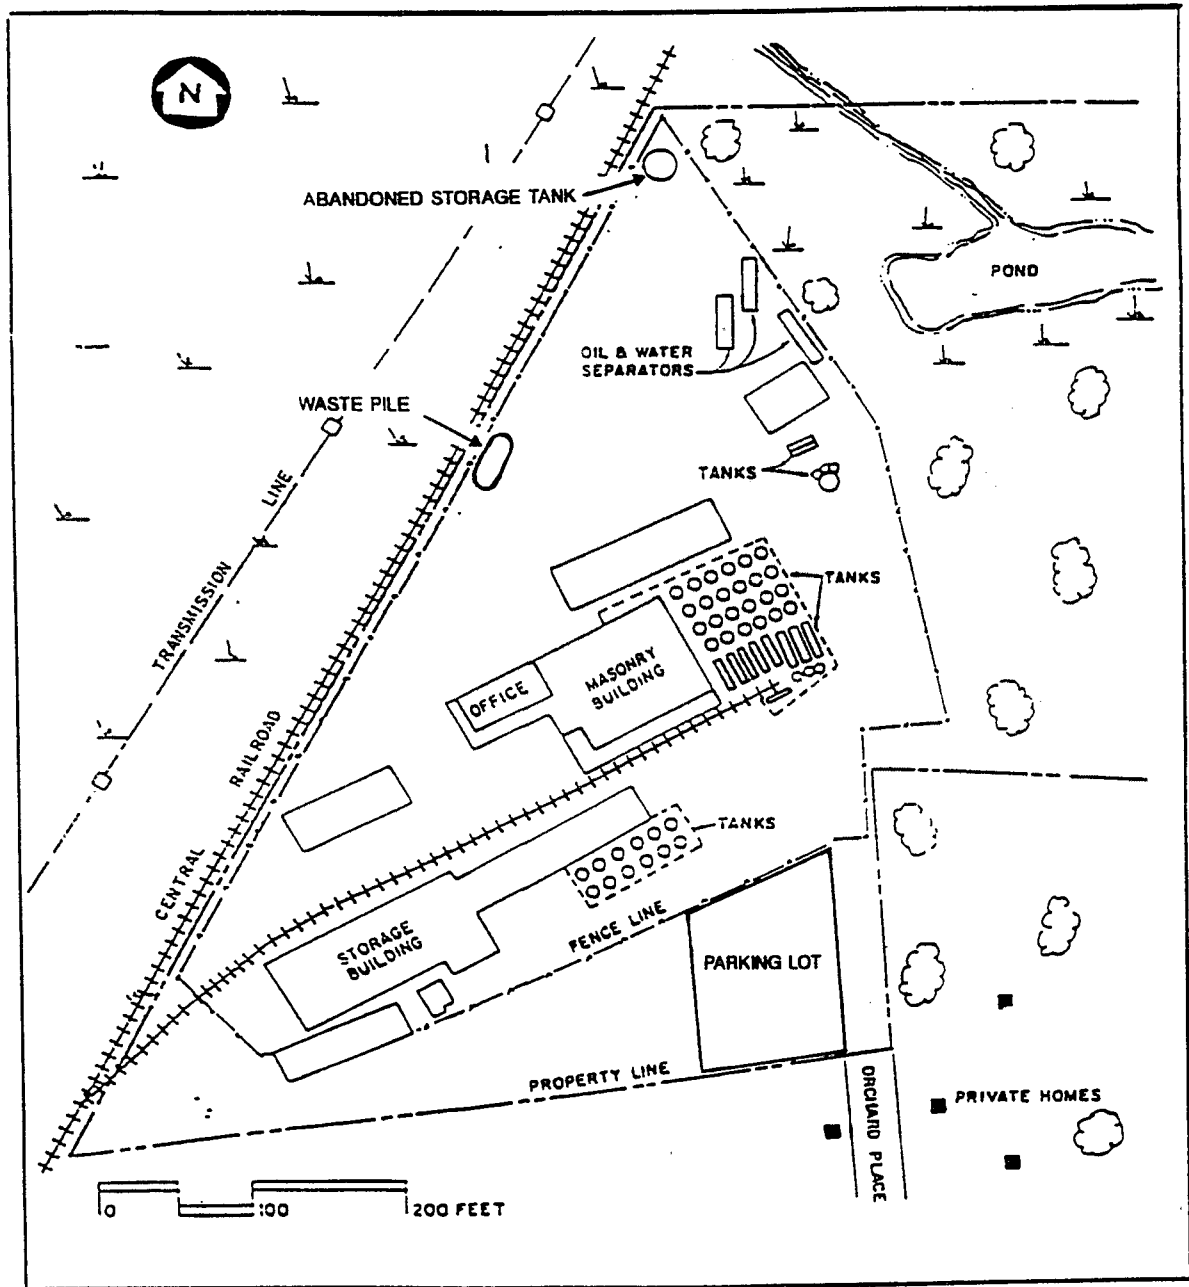 N
ABANDONED STORAGE TANK
POND
OIL & WATER
SEPARATORS
WASTE PILE
TANKS
TRANSMISSION LINE
TANKS
OFFICE
MASONRY
BUILDING
CENTRAL RAILROAD
TANKS
STORAGE
BUILDING
FENCE LINE
PARKING LOT
PROPERTY LINE
ORCHARD PLACE
PRIVATE HOMES
0 100 200 FEET